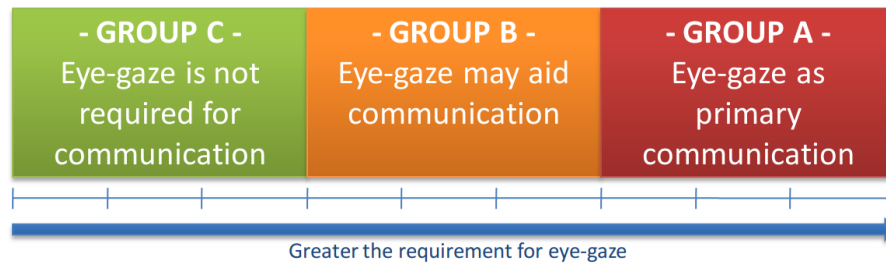 - GROUP C -
Eye-gaze is not
required for
communication
- GROUP B -
Eye-gaze may aid
communication
- GROUP A -
Eye-gaze as
primary
communication
Greater the requirement for eye-gaze